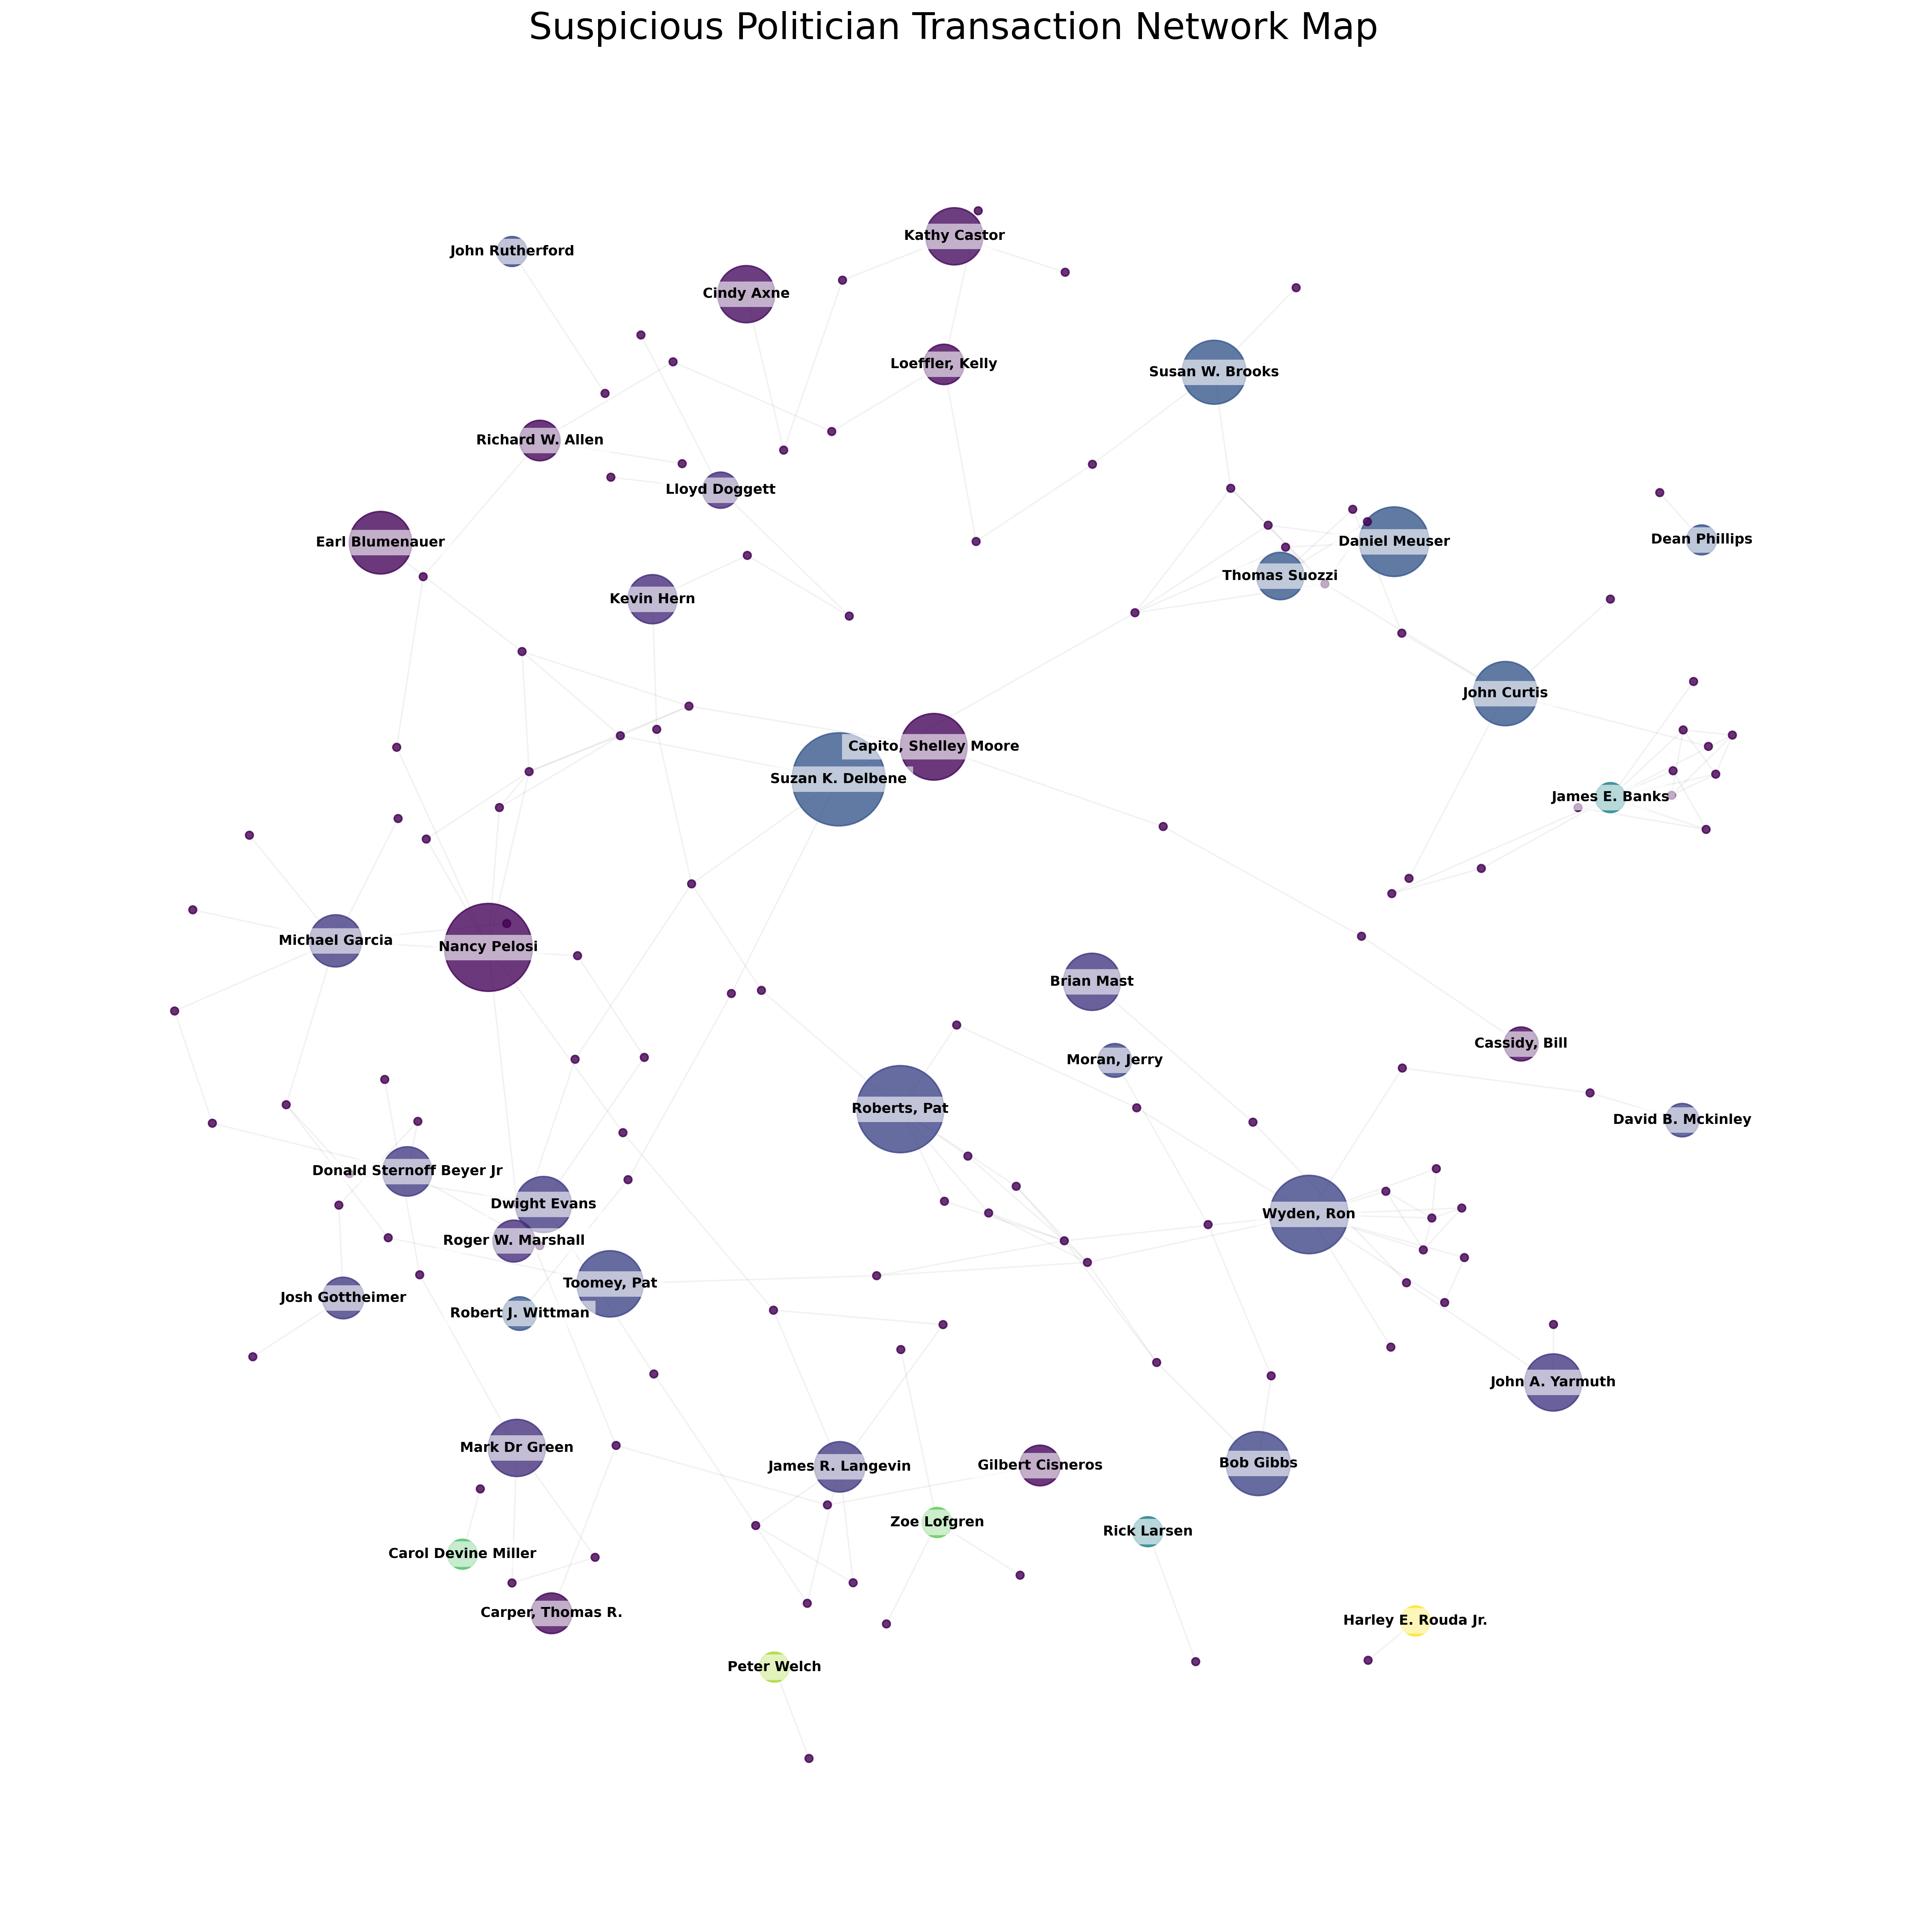 Suspicious Politician Transaction Network Map
Kathy Castor
John Rutherford
Cindy Axne
Loeffler, Kelly
Susan W. Brooks
Richard W. Allen
Lloyd Doggett
Earl Blumenauer
Daniel Meuser
Dean Phillips
Thomas Suozzi
Kevin Hern
John Curtis
Capito, Shelley Moore
Suzan K. Delbene
James E. Banks
Michael Garcia
Nancy Pelosi
Brian Mast
Cassidy, Bill
Moran, Jerry
Roberts, Pat
David B. Mckinley
Donald Sternoff Beyer Jr
Dwight Evans
Wyden, Ron
Roger W. Marshall
Toomey, Pat
Josh Gottheimer
Robert J. Wittman
John A. Yarmuth
Mark Dr Green
James R. Langevin
Gilbert Cisneros
Bob Gibbs
Zoe Lofgren
Rick Larsen
Carol Devine Miller
Carper, Thomas R.
Harley E. Rouda Jr.
Peter Welch